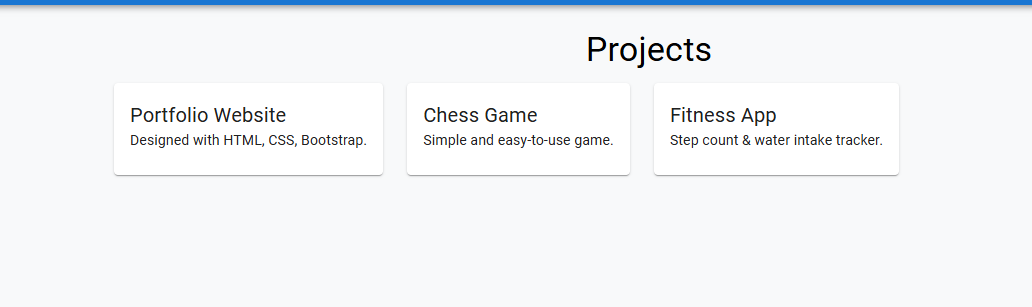 Projects
Portfolio Website
Designed with HTML, CSS, Bootstrap.
Chess Game
Simple and easy-to-use game.
Fitness App
Step count & water intake tracker.